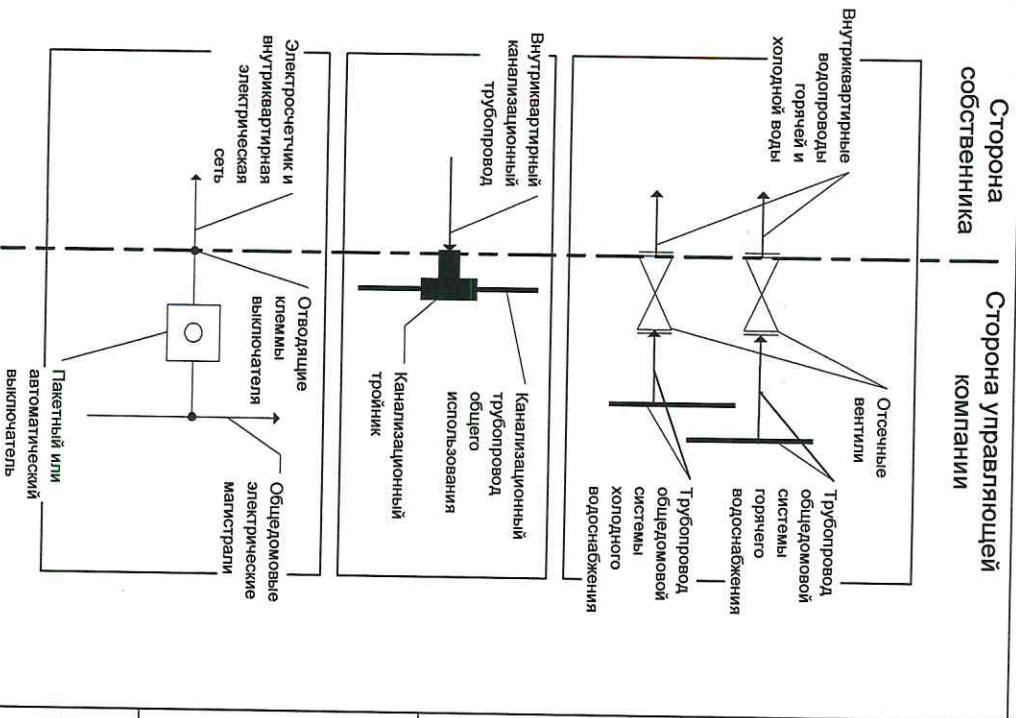 Сторона
собственника
Сторона управляющей
компании
Внутриквартирные
водопроводы
горячей и
холодной воды
Отсечные
вентили
Трубопровод
общедомовой
системы
горячего
водоснабжения
Трубопровод
общедомовой
системы
холодного
водоснабжения
Внутриквартирный
канализационный
трубопровод
Канализационный
трубопровод
общего
использования
Канализационный
тройник
Электросчетчик и
внутриквартирная
электрическая
сеть
Отводящие
клеммы
выключателя
Общедомовые
электрические
магистрали
Пакетный или
автоматический
выключатель